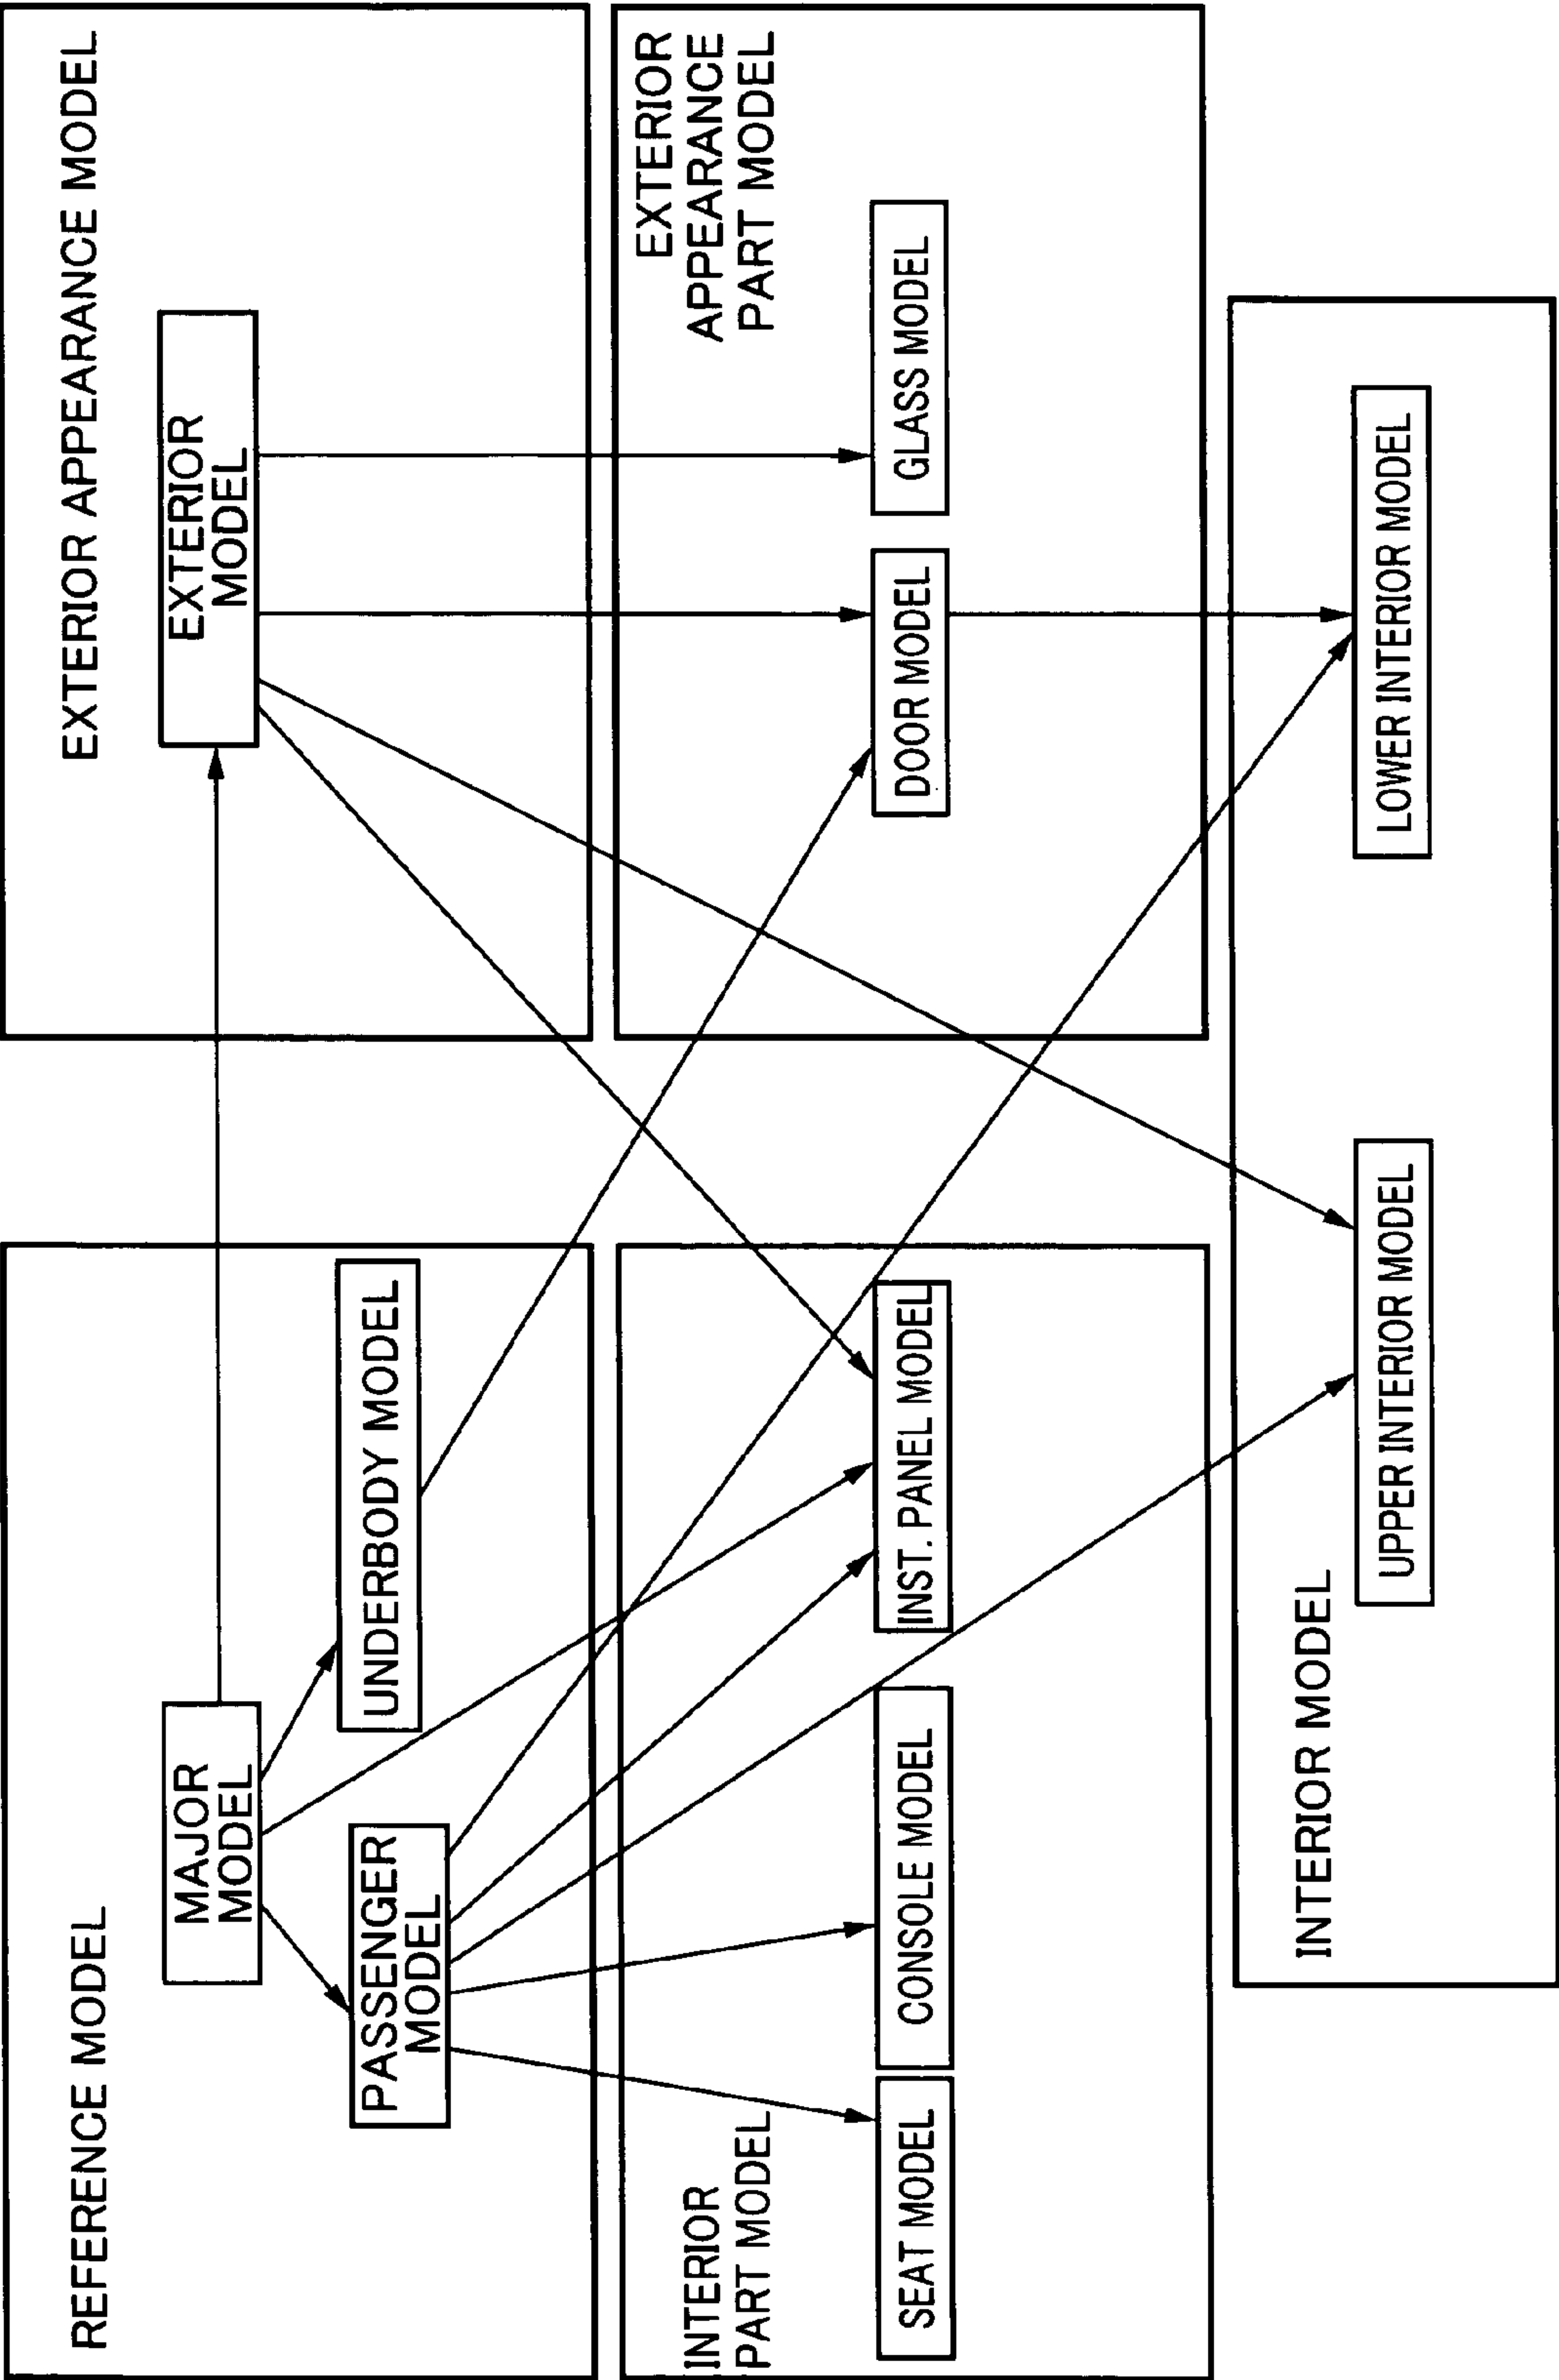 REFERENCE MODEL
MAJOR
MODEL
PASSENGER
MODEL
UNDERBODY MODEL
EXTERIOR APPEARANCE MODEL
EXTERIOR
MODEL
INTERIOR
PART MODEL
SEAT MODEL
CONSOLE MODEL
INST. PANEL MODEL
EXTERIOR
APPEARANCE
PART MODEL
DOOR MODEL
GLASS MODEL
INTERIOR MODEL
UPPER INTERIOR MODEL
LOWER INTERIOR MODEL